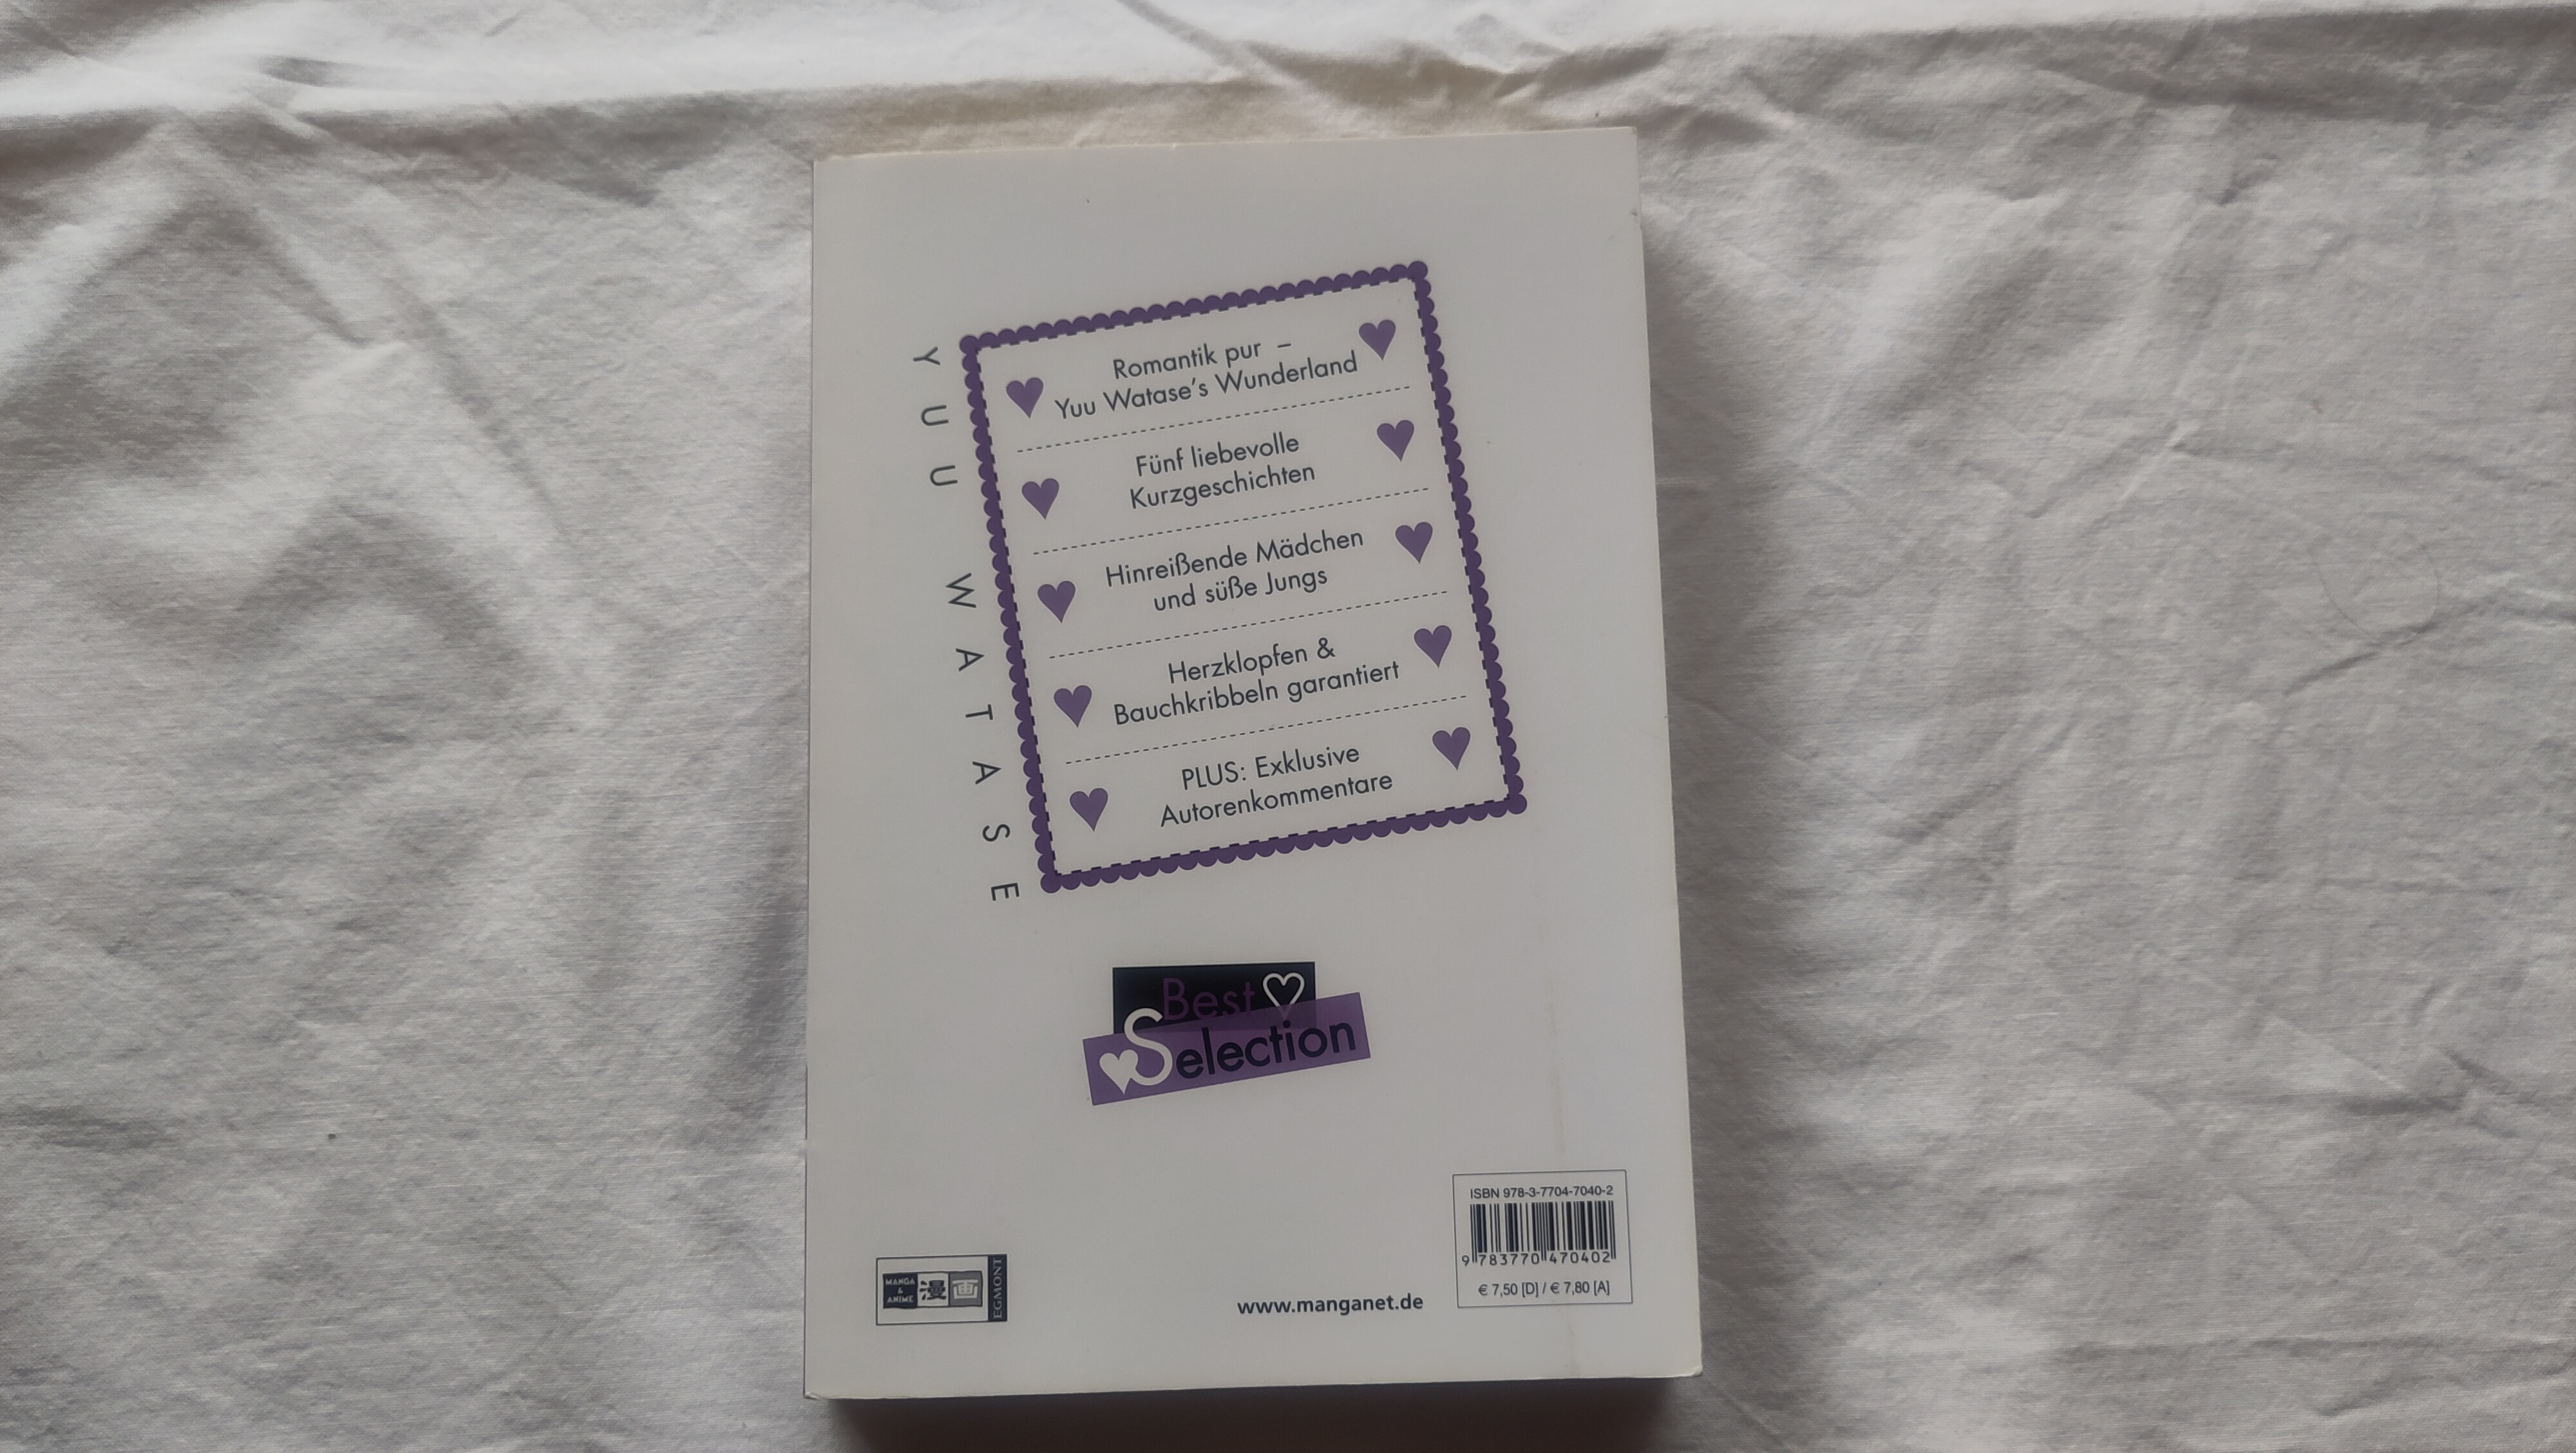 YUU WATASE
Romantik pur –
Yuu Watase's Wunderland
Fünf liebevolle
Kurzgeschichten
Hinreißende Mädchen
und süße Jungs
Herzklopfen &
Bauchkribbeln garantiert
PLUS: Exklusive
Autorenkommentare
Best
Selection
MANGA
&
ANIME
漫画
EGMONT
www.manganet.de
ISBN 978-3-7704-7040-2
9 783770 470402
€ 7,50 [D] / € 7,80 [A]